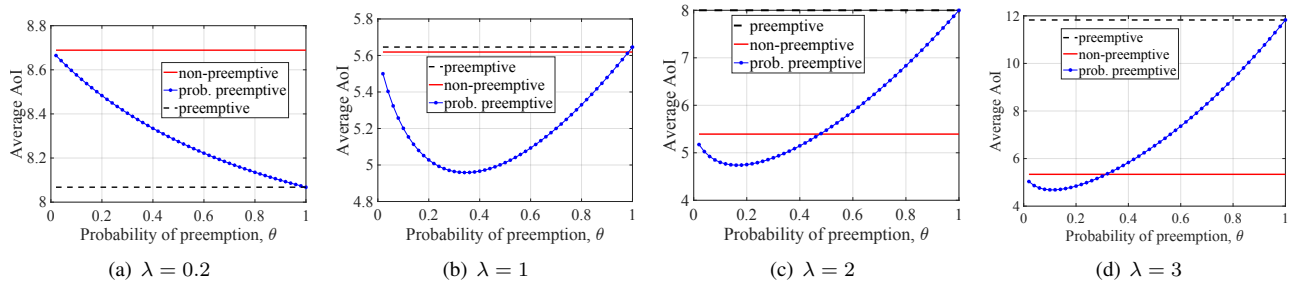 8.8
8.6
8.4
8.2
8
Average AoI
non-preemptive
prob. preemptive
preemptive
0 0.2 0.4 0.6 0.8 1
Probability of preemption, θ
(a) λ = 0.2
5.8
5.6
5.4
5.2
5
4.8
Average AoI
preemptive
non-preemptive
prob. preemptive
0 0.2 0.4 0.6 0.8 1
Probability of preemption, θ
(b) λ = 1
8
7
6
5
4
Average AoI
preemptive
non-preemptive
prob. preemptive
0 0.2 0.4 0.6 0.8 1
Probability of preemption, θ
(c) λ = 2
12
10
8
6
4
Average AoI
preemptive
non-preemptive
prob. preemptive
0 0.2 0.4 0.6 0.8 1
Probability of preemption, θ
(d) λ = 3